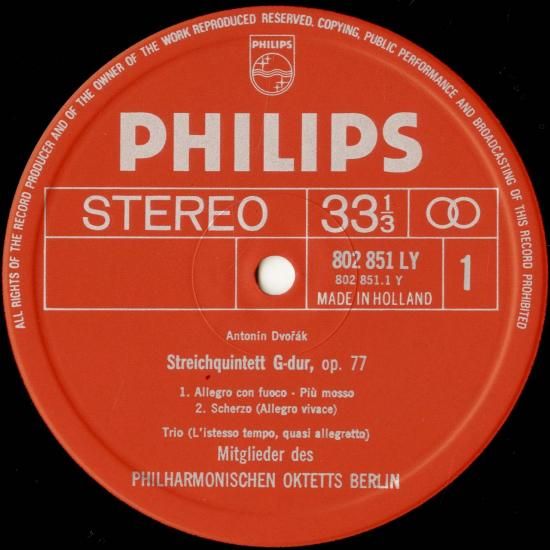 ALL RIGHTS OF THE RECORD PRODUCER AND OF THE OWNER OF THE WORK REPRODUCED RESERVED. COPYING, PUBLIC PERFORMANCE AND BROADCASTING OF THIS RECORD PROHIBITED
PHILIPS
PHILIPS
STEREO
33 1/3
802 851 LY
802 851.1 Y
MADE IN HOLLAND
1
Antonin Dvořák
Streichquintett G-dur, op. 77
1. Allegro con fuoco - Più mosso
2. Scherzo (Allegro vivace)
Trio (L'istesso tempo, quasi allegretto)
Mitglieder des
PHILHARMONISCHEN OKTETTS BERLIN